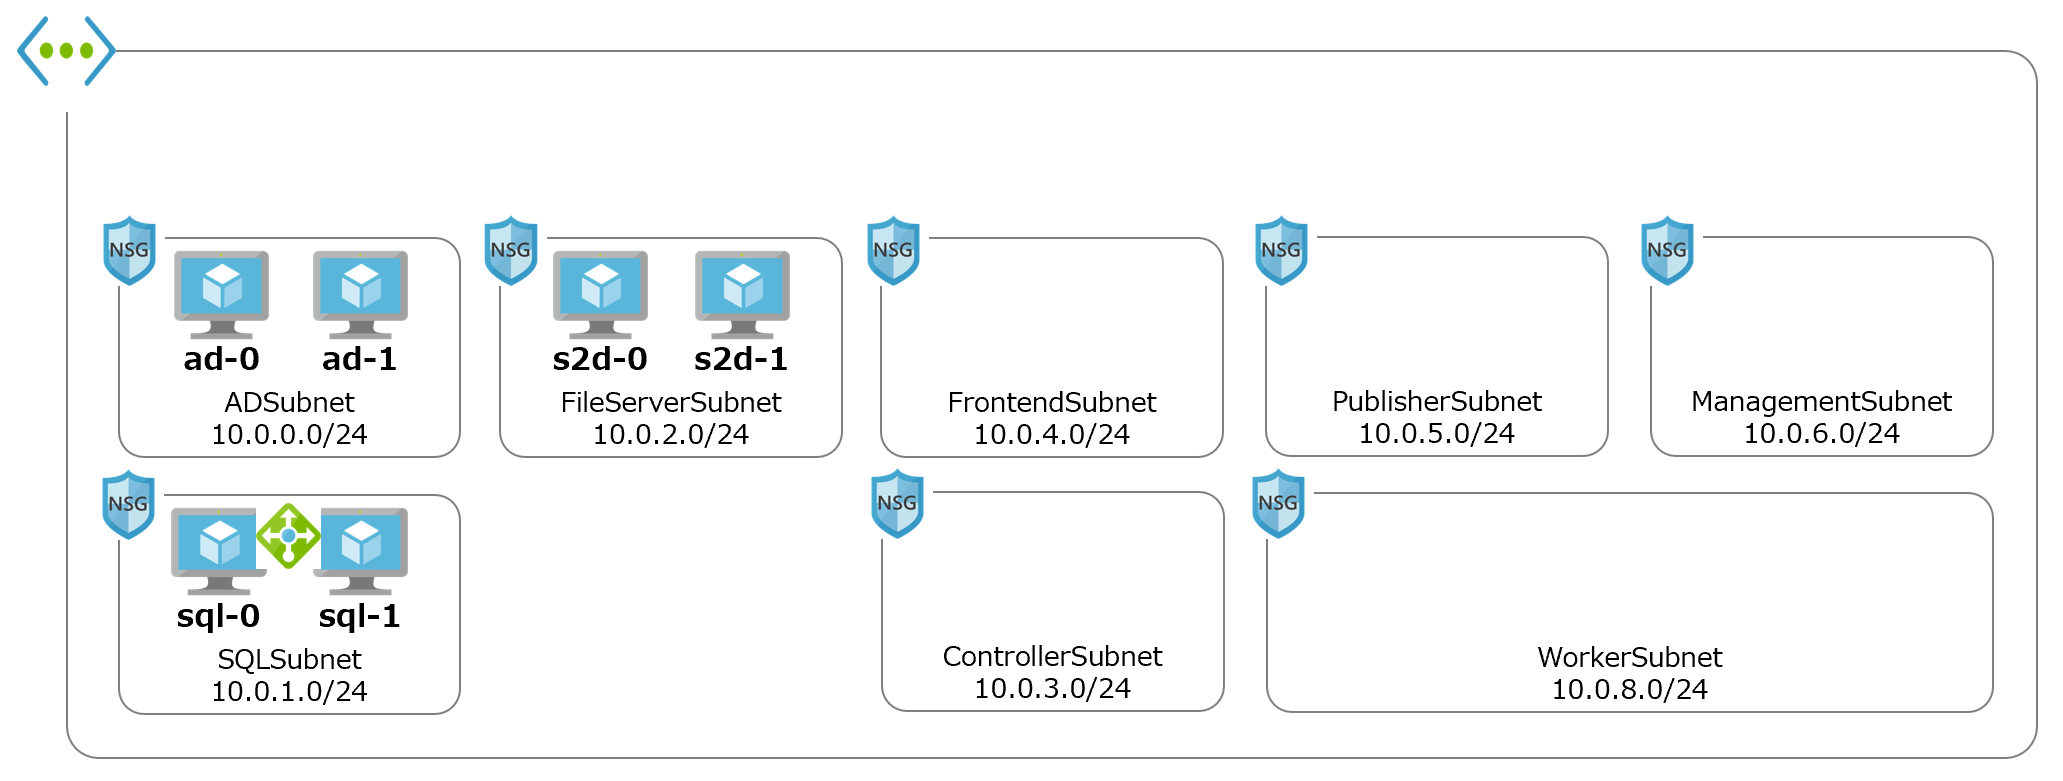 NSG
ad-0
ad-1
ADSubnet
10.0.0.0/24
NSG
s2d-0
s2d-1
FileServerSubnet
10.0.2.0/24
NSG
FrontendSubnet
10.0.4.0/24
NSG
PublisherSubnet
10.0.5.0/24
NSG
ManagementSubnet
10.0.6.0/24
NSG
sql-0
sql-1
SQLSubnet
10.0.1.0/24
NSG
ControllerSubnet
10.0.3.0/24
NSG
WorkerSubnet
10.0.8.0/24